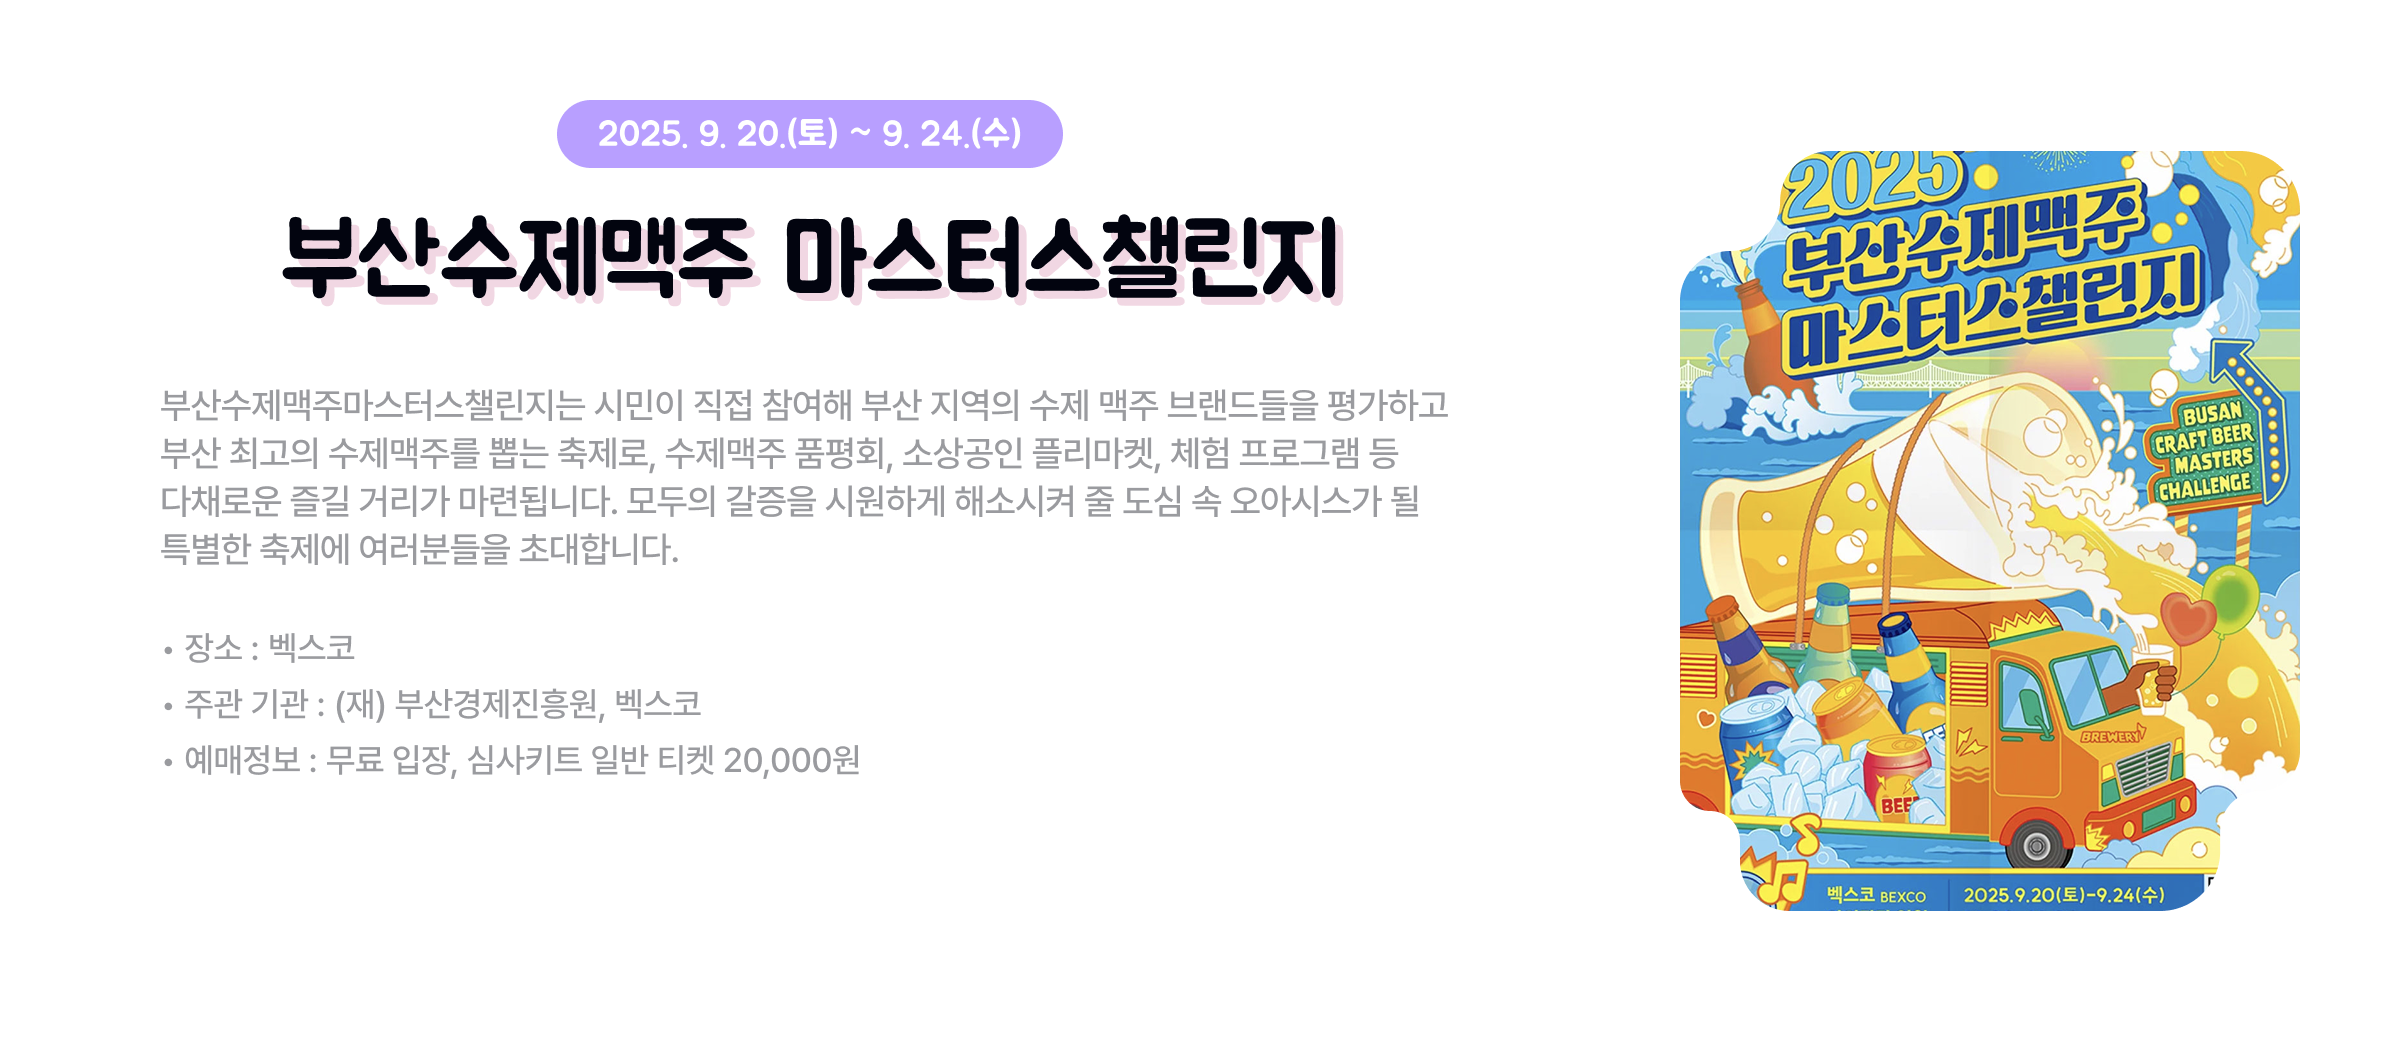 2025. 9. 20.(토) ~ 9. 24.(수)
부산수제맥주 마스터스챌린지
부산수제맥주마스터스챌린지는 시민이 직접 참여해 부산 지역의 수제 맥주 브랜드들을 평가하고
부산 최고의 수제맥주를 뽑는 축제로, 수제맥주 품평회, 소상공인 플리마켓, 체험 프로그램 등
다채로운 즐길 거리가 마련됩니다. 모두의 갈증을 시원하게 해소시켜 줄 도심 속 오아시스가 될
특별한 축제에 여러분들을 초대합니다.
• 장소 : 벡스코
• 주관 기관 : (재) 부산경제진흥원, 벡스코
• 예매정보 : 무료 입장, 심사키트 일반 티켓 20,000원
2025
부산수제맥주
마스터스챌린지
BUSAN
CRAFT BEER
MASTERS
CHALLENGE
BREWERY
BEER
벡스코 BEXCO
2025.9.20(토)-9.24(수)